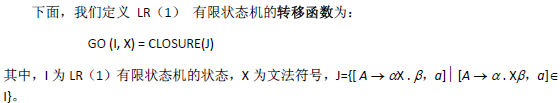 下面,我们定义 LR(1) 有限状态机的转移函数为:
GO (I, X) = CLOSURE(J)
其中,I 为 LR(1)有限状态机的状态,X 为文法符号,J={[ A → αX . β,a]| [A → α . Xβ,a]∈
I}。